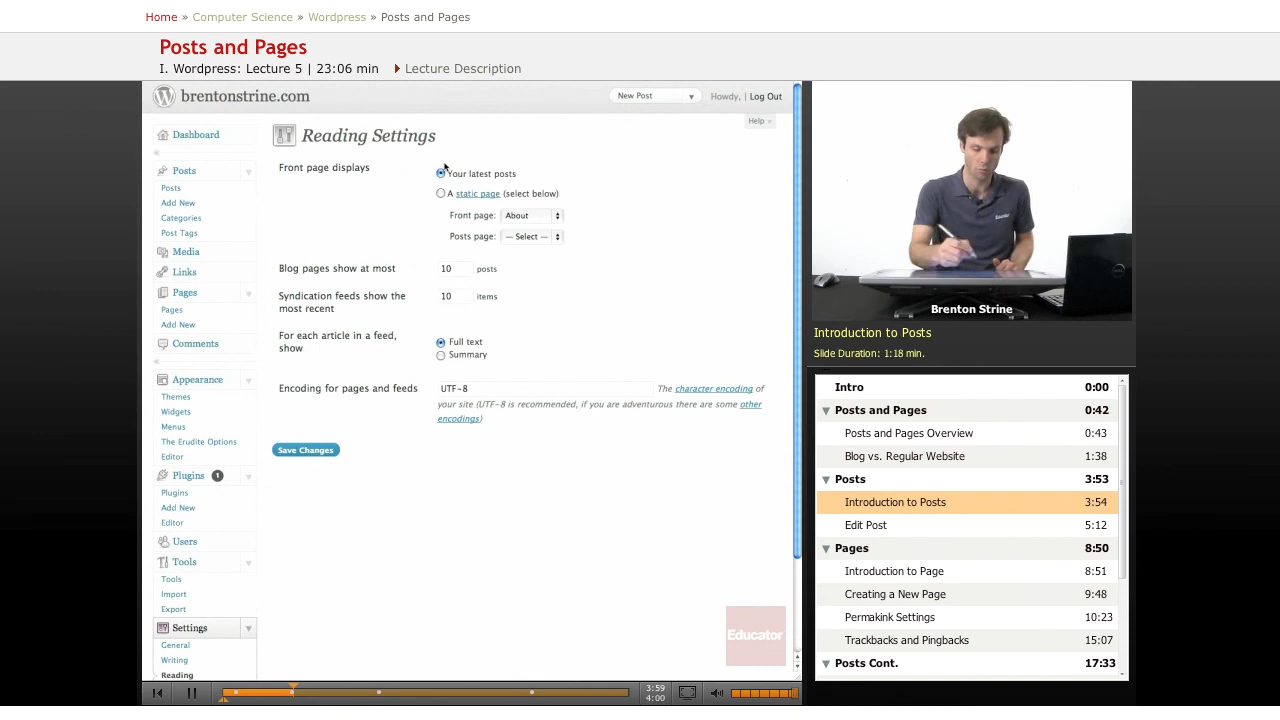 Home » Computer Science » Wordpress » Posts and Pages
Posts and Pages
I. Wordpress: Lecture 5 | 23:06 min Lecture Description
brentonstrine.com
New Post
Howdy, | Log Out
Help
Dashboard
Posts
Posts
Add New
Categories
Post Tags
Media
Links
Pages
Pages
Add New
Comments
Appearance
Themes
Widgets
Menus
The Erudite Options
Editor
Plugins 1
Plugins
Add New
Editor
Users
Tools
Tools
Import
Export
Settings
General
Writing
Reading
Reading Settings
Front page displays
Your latest posts
A static page (select below)
Front page: About
Posts page: — Select —
Blog pages show at most 10 posts
Syndication feeds show the most recent 10 items
For each article in a feed, show
Full text
Summary
Encoding for pages and feeds UTF-8 The character encoding of
your site (UTF-8 is recommended, if you are adventurous there are some other
encodings)
Save Changes
Educator
3:59
4:00
Brenton Strine
Introduction to Posts
Slide Duration: 1:18 min.
Intro 0:00
Posts and Pages 0:42
Posts and Pages Overview 0:43
Blog vs. Regular Website 1:38
Posts 3:53
Introduction to Posts 3:54
Edit Post 5:12
Pages 8:50
Introduction to Page 8:51
Creating a New Page 9:48
Permakink Settings 10:23
Trackbacks and Pingbacks 15:07
Posts Cont. 17:33